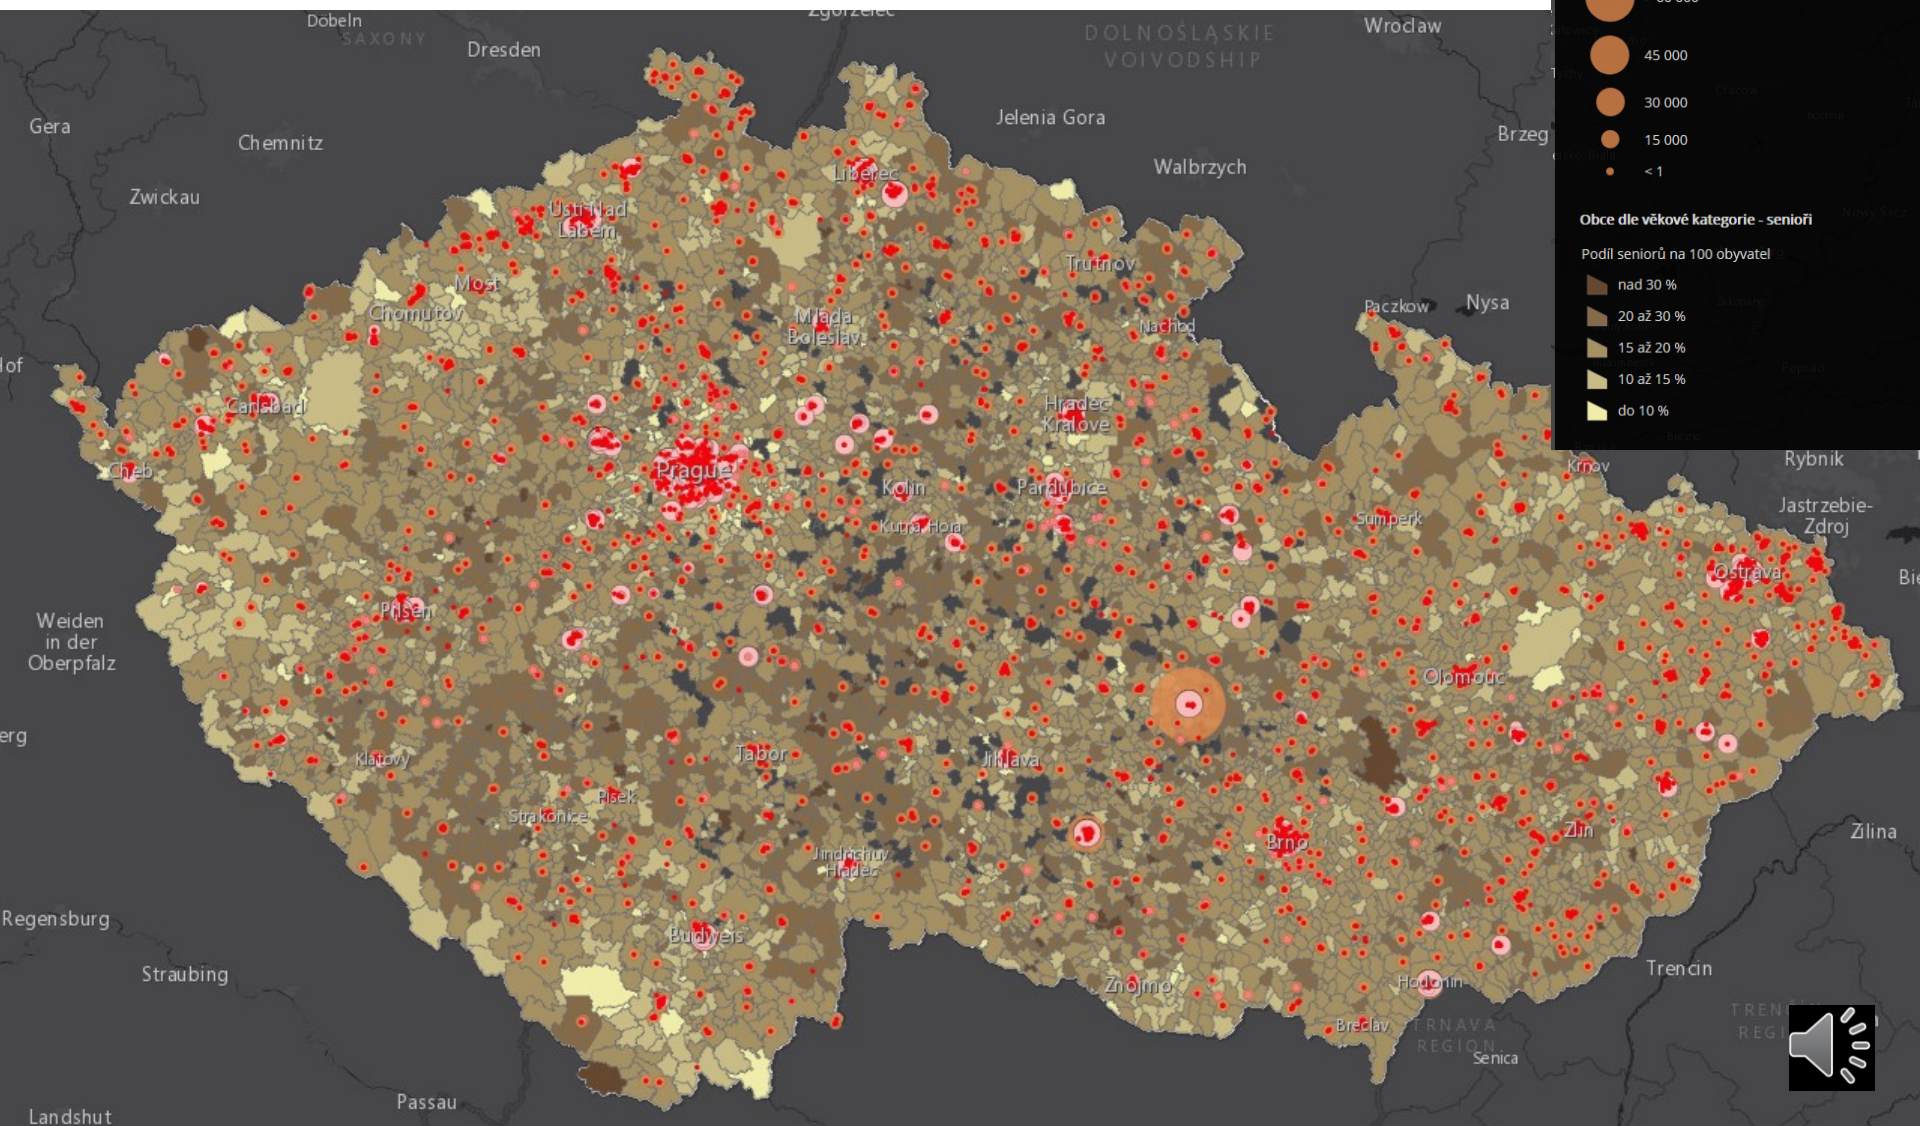 Döbeln
SAXONY
Zgorzelec
DOLNOŚLĄSKIE
VOIVODSHIP
Wroclaw
Dresden
Gera
Chemnitz
Jelenia Gora
Brzeg
Zwickau
Walbrzych
Liberec
Usti Nad
Labem
Trutnov
Most
Chomutov
Mlada
Boleslav
Nachod
Paczkow
Nysa
Hof
Carlsbad
Hradec
Kralove
Cheb
Prague
Kolin
Pardubice
Kutna Hora
Sumperk
Krnov
Rybnik
Jastrzebie-
Zdroj
Ostrava
Bie
Pilsen
Weiden
in der
Oberpfalz
Olomouc
erg
Klatovy
Tabor
Jihlava
Pisek
Strakonice
Jindrichuv
Hradec
Brno
Zlin
Zilina
Regensburg
Budweis
Straubing
Znojmo
Hodonin
Trencin
Breclav
TRNAVA
REGION
Senica
Passau
Landshut
45 000
30 000
15 000
< 1
Obce dle věkové kategorie - senioři
Podíl seniorů na 100 obyvatel
nad 30 %
20 až 30 %
15 až 20 %
10 až 15 %
do 10 %